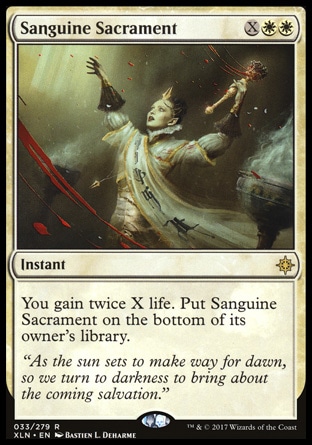 Sanguine Sacrament X
Instant
You gain twice X life. Put Sanguine
Sacrament on the bottom of its
owner's library.
"As the sun sets to make way for dawn,
so we turn to darkness to bring about
the coming salvation."
033/279 R
XLN • EN Bastien L. Deharme
™ & © 2017 Wizards of the Coast